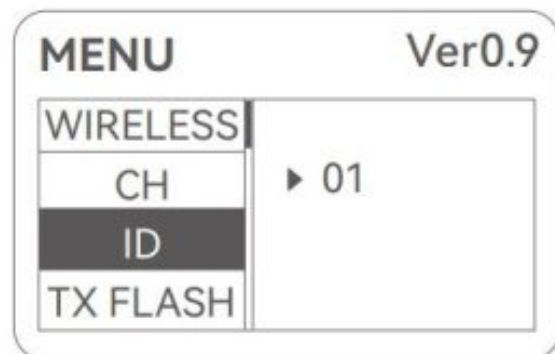 MENU Ver0.9
WIRELESS
CH
▶ 01
ID
TX FLASH